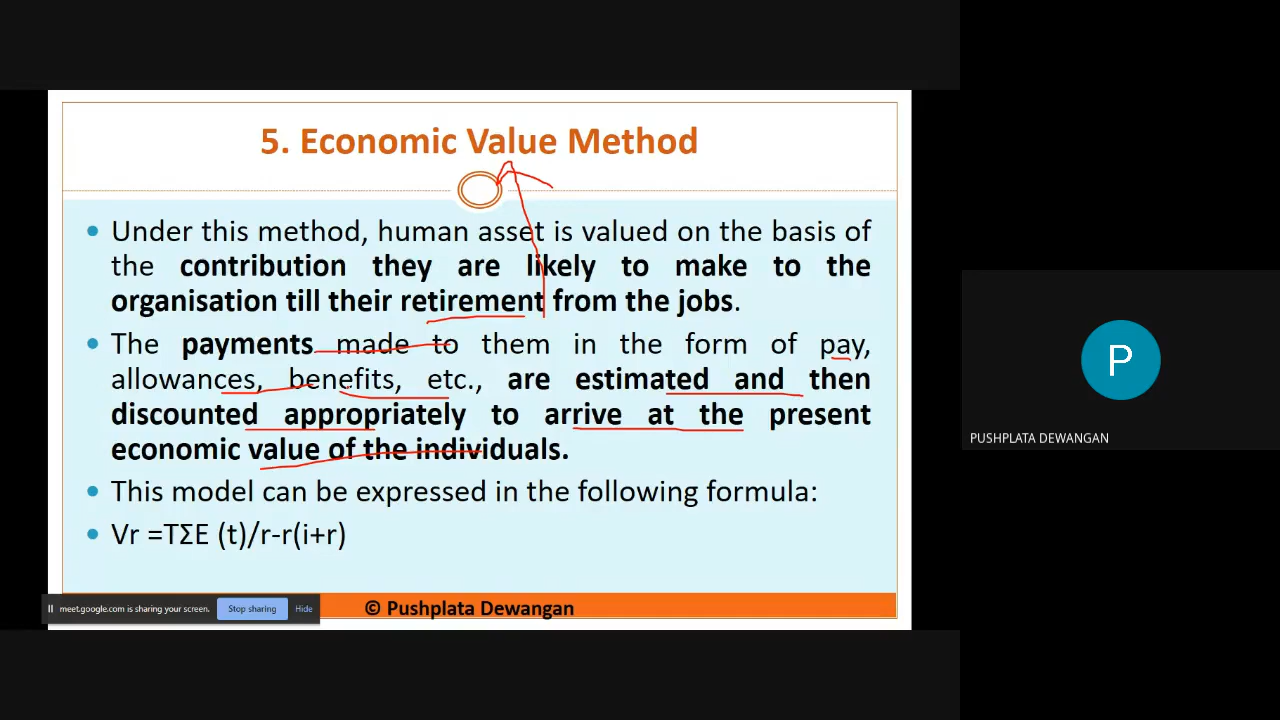 5. Economic Value Method
• Under this method, human asset is valued on the basis of
the contribution they are likely to make to the
organisation till their retirement from the jobs.
• The payments made to them in the form of pay,
allowances, benefits, etc., are estimated and then
discounted appropriately to arrive at the present
economic value of the individuals.
• This model can be expressed in the following formula:
• Vr =TΣE (t)/r-r(i+r)
meet.google.com is sharing your screen. Stop sharing Hide
© Pushplata Dewangan
P
PUSHPLATA DEWANGAN